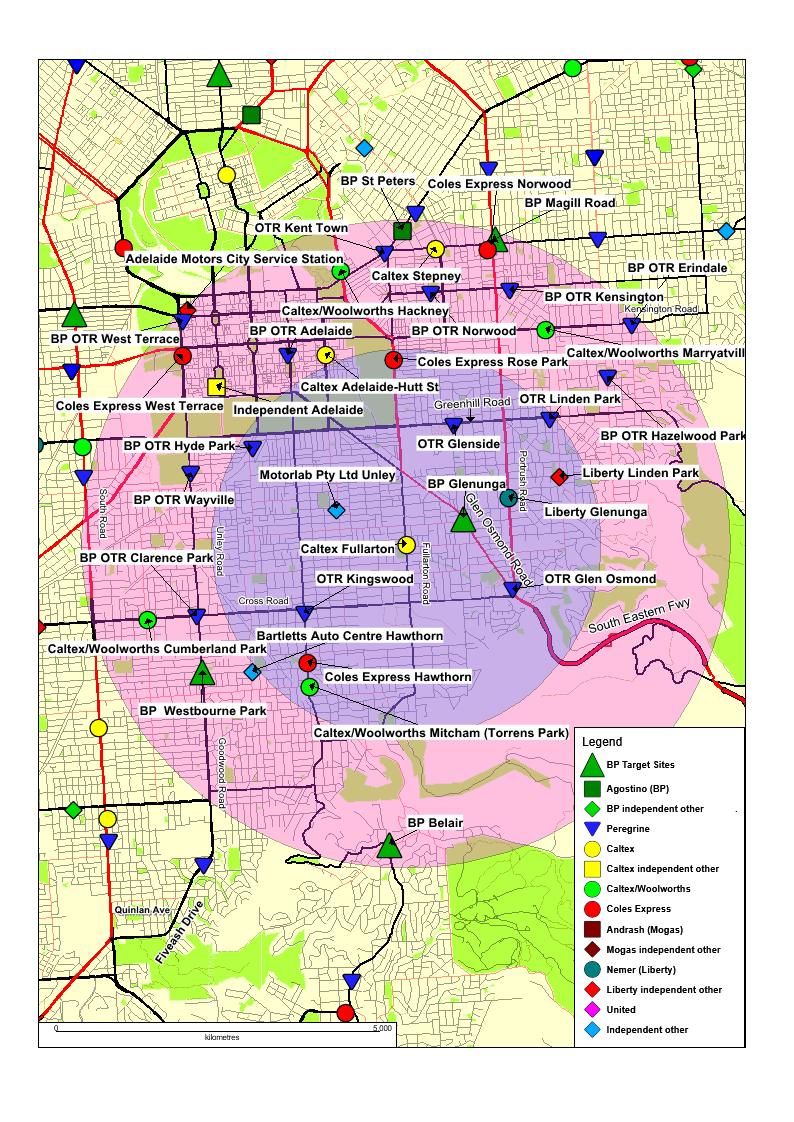 BP St Peters
Coles Express Norwood
BP Magill Road
OTR Kent Town
Adelaide Motors City Service Station
Caltex Stepney
BP OTR Erindale
BP OTR Kensington
Kensington Road
Caltex/Woolworths Hackney
BP OTR West Terrace
BP OTR Adelaide
BP OTR Norwood
Caltex/Woolworths Marryatvill
Coles Express Rose Park
Caltex Adelaide-Hutt St
OTR Linden Park
Coles Express West Terrace
Independent Adelaide
Greenhill Road
BP OTR Hyde Park
OTR Glenside
BP OTR Hazelwood Park
Motorlab Pty Ltd Unley
Portrush Road
Liberty Linden Park
BP OTR Wayville
BP Glenunga
South Road
Glen Osmond Road
Liberty Glenunga
Unley Road
Caltex Fullarton
Fullarton Road
BP OTR Clarence Park
OTR Kingswood
OTR Glen Osmond
Cross Road
South Eastern Fwy
Bartletts Auto Centre Hawthorn
Caltex/Woolworths Cumberland Park
Coles Express Hawthorn
BP Westbourne Park
Caltex/Woolworths Mitcham (Torrens Park)
Goodwood Road
BP Belair
Quinlan Ave
Fiveash Drive
Legend
BP Target Sites
Agostino (BP)
BP independent other
Peregrine
Caltex
Caltex independent other
Caltex/Woolworths
Coles Express
Andrash (Mogas)
Mogas independent other
Nemer (Liberty)
Liberty independent other
United
Independent other
0 5,000
kilometres